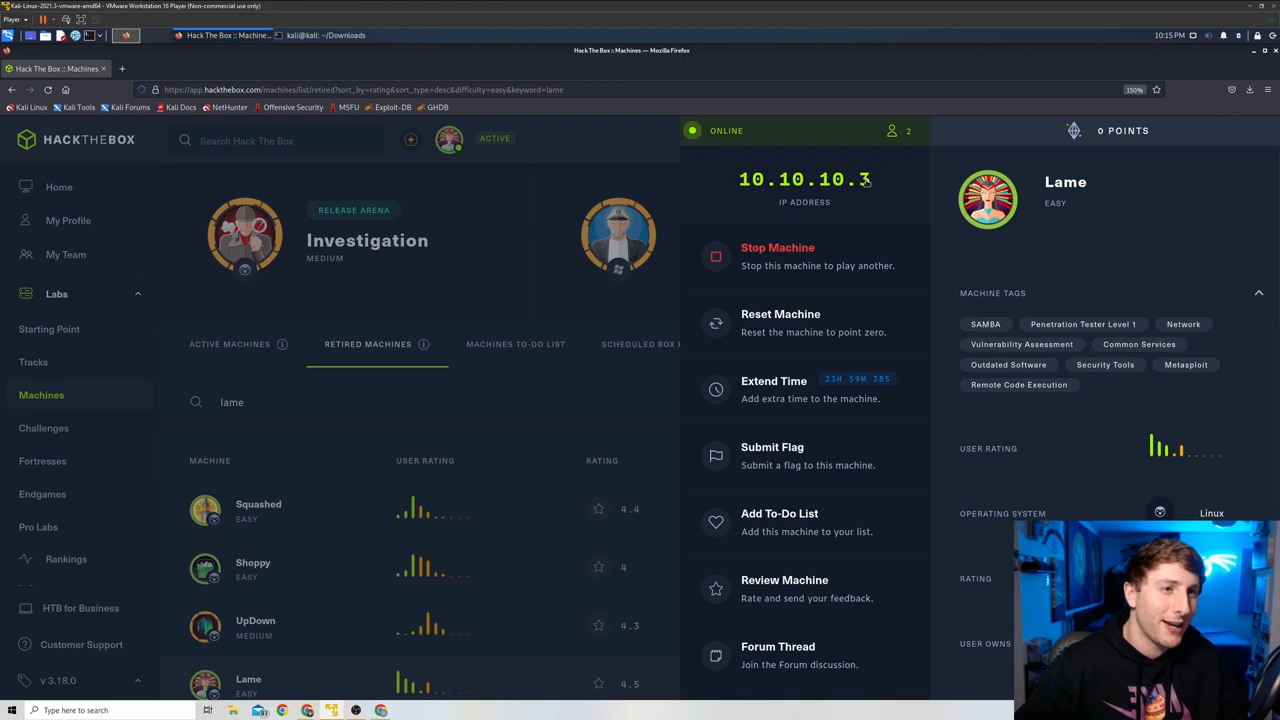 Kali-Linux-2021.3-vmware-amd64 - VMware Workstation 16 Player (Non-commercial use only)
Player
Hack The Box :: Machine...
kali@kali: ~/Downloads
10:15 PM
Hack The Box :: Machines — Mozilla Firefox
Hack The Box :: Machines
https://app.hackthebox.com/machines/list/retired?sort_by=rating&sort_type=desc&difficulty=easy&keyword=lame
150%
Kali Linux
Kali Tools
Kali Forums
Kali Docs
NetHunter
Offensive Security
MSFU
Exploit-DB
GHDB
HACKTHEBOX
Search Hack The Box
ACTIVE
Home
My Profile
My Team
Labs
Starting Point
Tracks
Machines
Challenges
Fortresses
Endgames
Pro Labs
Rankings
HTB for Business
Customer Support
v 3.18.0
RELEASE ARENA
Investigation
MEDIUM
ACTIVE MACHINES
RETIRED MACHINES
MACHINES TO-DO LIST
SCHEDULED BOX
lame
MACHINE
USER RATING
RATING
Squashed
EASY
4.4
Shoppy
EASY
4
UpDown
MEDIUM
4.3
Lame
EASY
4.5
ONLINE
2
10.10.10.3
IP ADDRESS
Stop Machine
Stop this machine to play another.
Reset Machine
Reset the machine to point zero.
Extend Time
23H 59M 38S
Add extra time to the machine.
Submit Flag
Submit a flag to this machine.
Add To-Do List
Add this machine to your list.
Review Machine
Rate and send your feedback.
Forum Thread
Join the Forum discussion.
0 POINTS
Lame
EASY
MACHINE TAGS
SAMBA
Penetration Tester Level 1
Network
Vulnerability Assessment
Common Services
Outdated Software
Security Tools
Metasploit
Remote Code Execution
USER RATING
OPERATING SYSTEM
Linux
RATING
USER OWNS
Type here to search